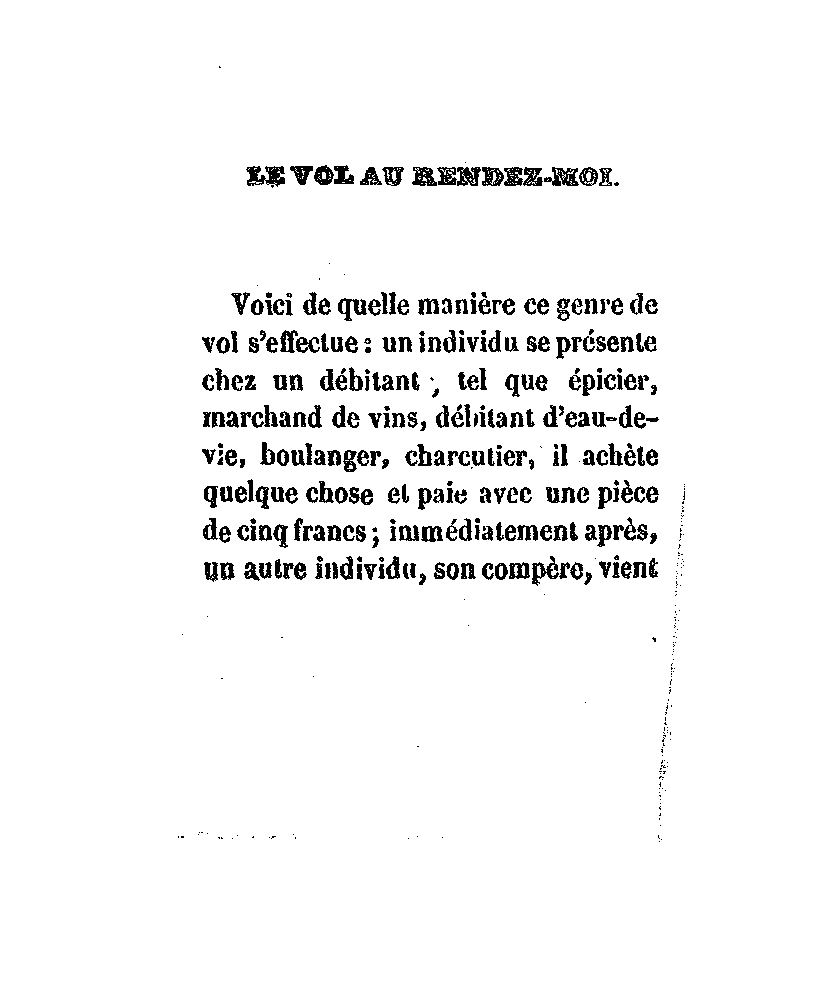 LE VOL AU RENDEZ-MOI.
Voici de quelle manière ce genre de
vol s'effectue : un individu se présente
chez un débitant, tel que épicier,
marchand de vins, débitant d'eau-de-
vie, boulanger, charcutier, il achète
quelque chose et paie avec une pièce
de cinq francs ; immédiatement après,
un autre individu, son compère, vient